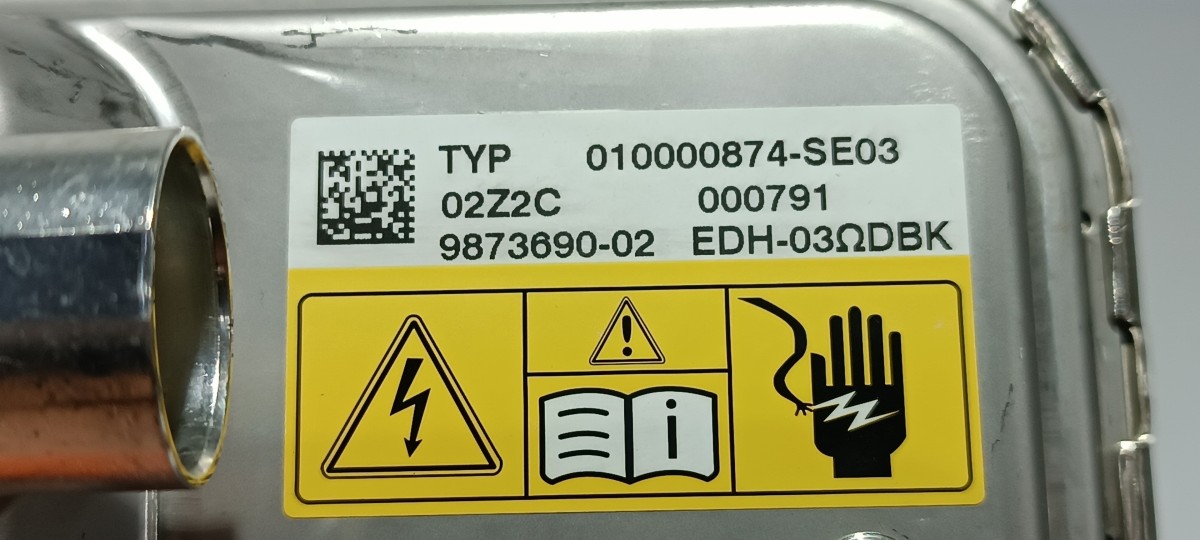 TYP 010000874-SE03
02Z2C 000791
9873690-02 EDH-03ΩDBK
!
i